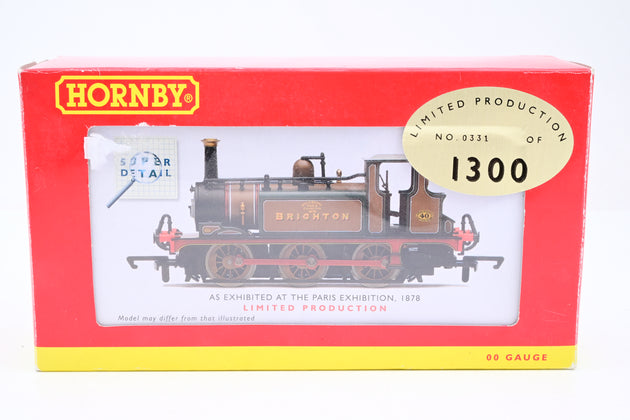 HORNBY®
LIMITED PRODUCTION
NO. 0331 OF
1300
SUPER
DETAIL
BRIGHTON
40
AS EXHIBITED AT THE PARIS EXHIBITION, 1878
LIMITED PRODUCTION
Model may differ from that illustrated
00 GAUGE